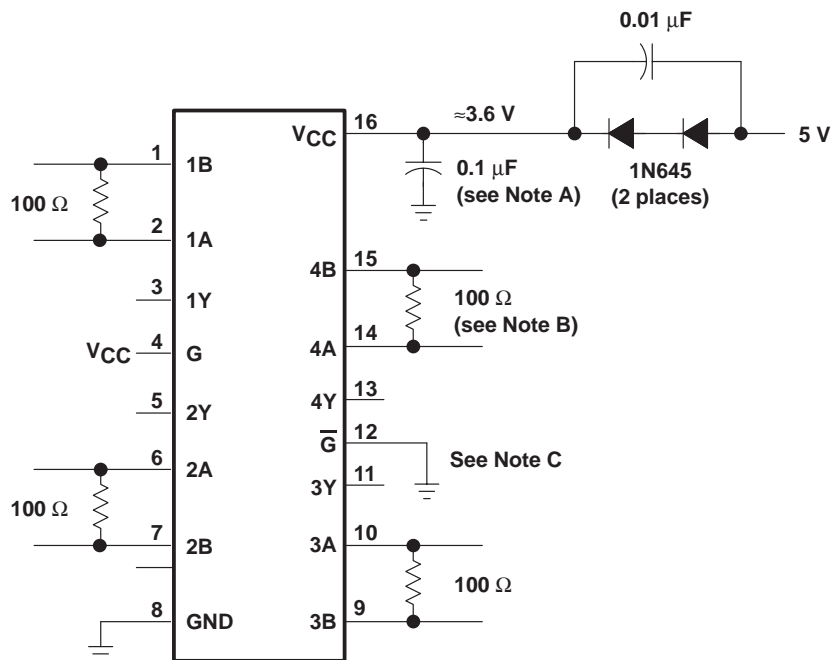 0.01 μF
16
≈3.6 V
VCC
5 V
1
1B
0.1 μF
(see Note A)
1N645
(2 places)
100 Ω
2
1A
15
4B
3
1Y
100 Ω
(see Note B)
VCC
4
G
14
4A
13
4Y
5
2Y
12
G
See Note C
6
2A
11
3Y
100 Ω
7
2B
10
3A
100 Ω
8
GND
9
3B